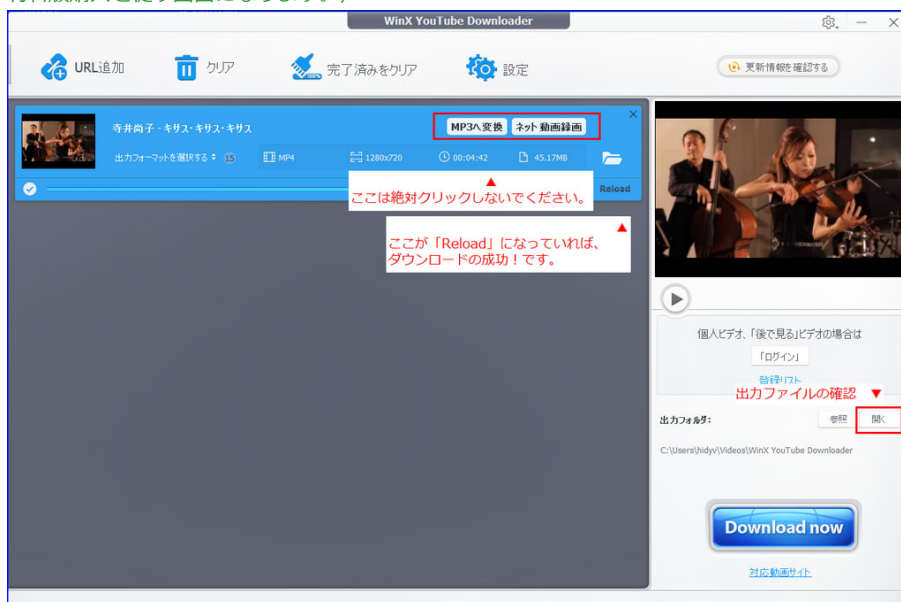 WinX YouTube Downloader
URL追加
クリア
完了済みをクリア
設定
更新情報を確認する
寺井尚子 - キサス・キサス・キサス
MP3へ変換
ネット動画録画
出力フォーマットを選択する
15
MP4
1280x720
00:04:42
45.17MB
Reload
ここは絶対クリックしないでください。
ここが「Reload」になっていれば、
ダウンロードの成功！です。
個人ビデオ、「後で見る」ビデオの場合は
「ログイン」
登録リスト
出力ファイルの確認
出力フォルダ:
参照
開く
C:\Users\hidyv\Videos\WinX YouTube Downloader
Download now
対応動画サイト